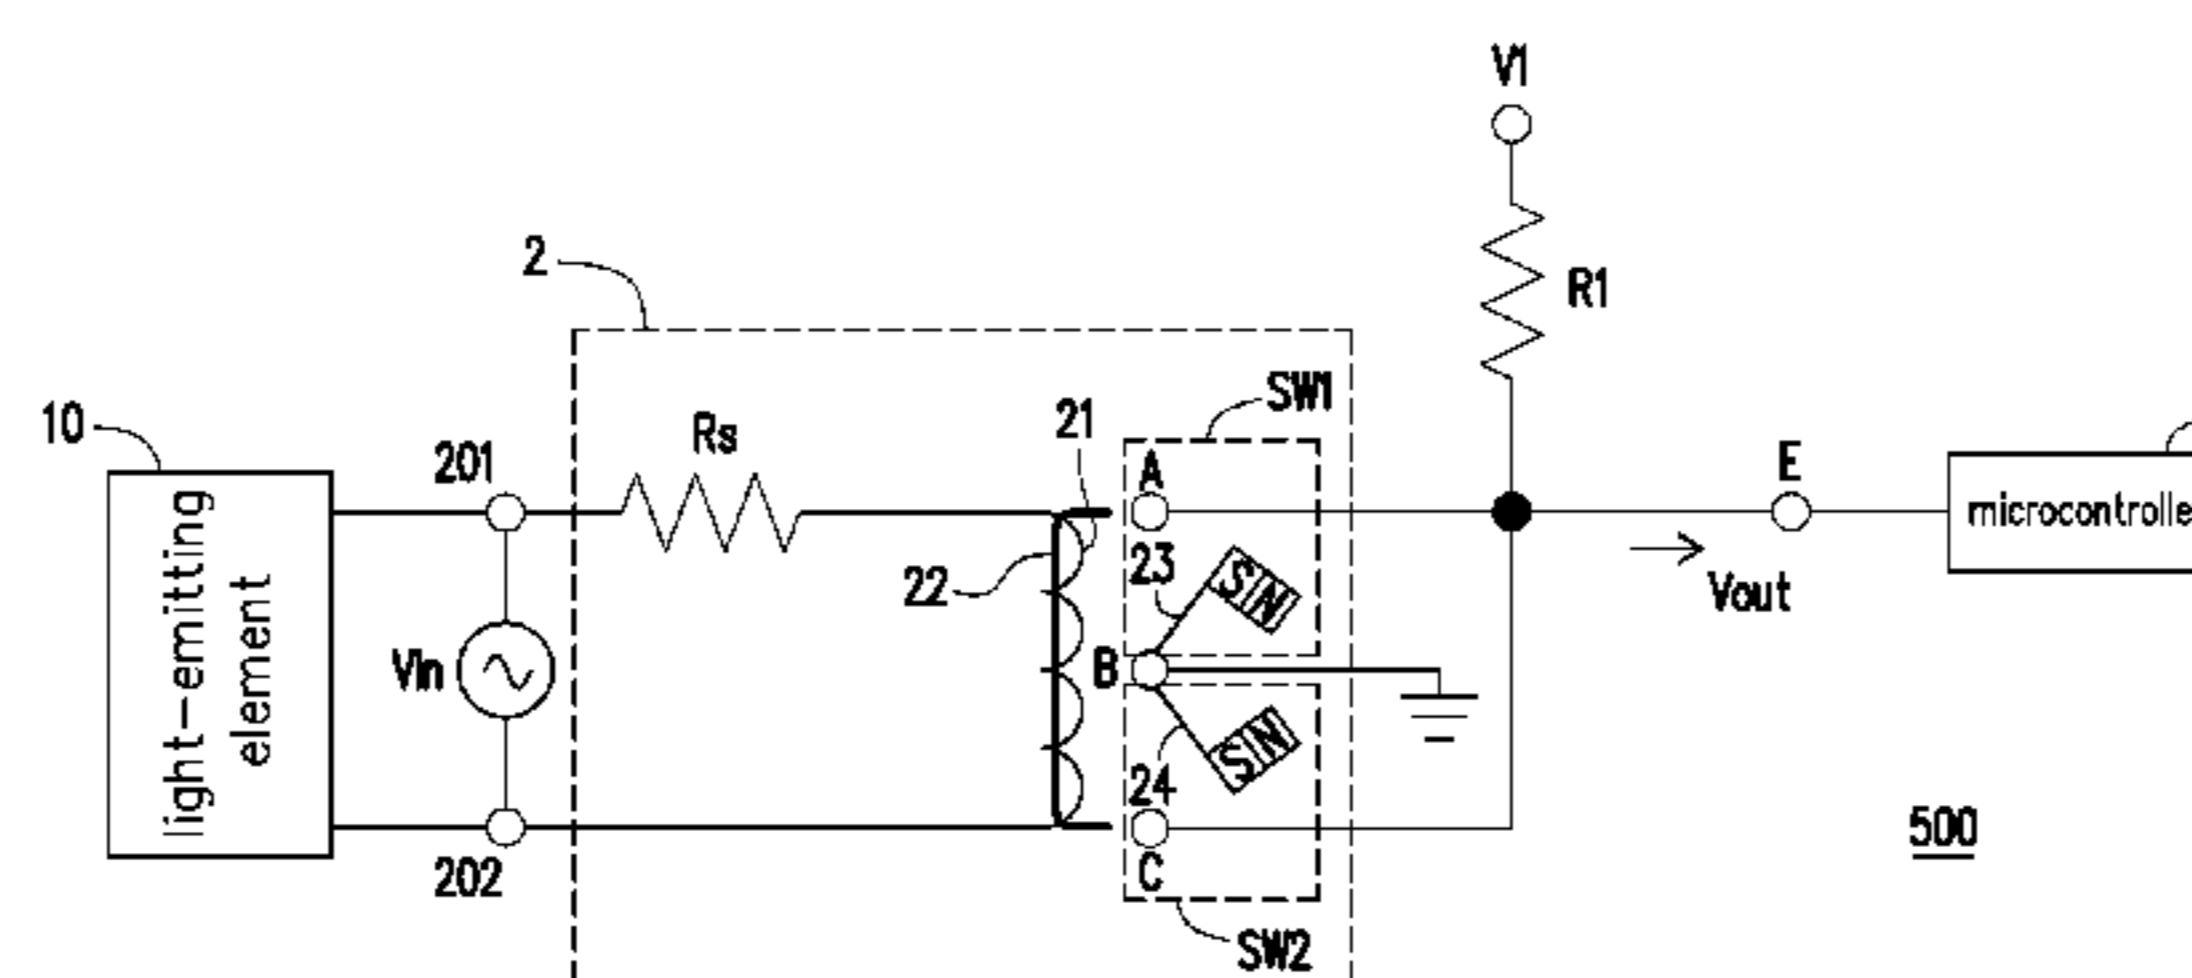 V1
R1
2
SW1
21
Rs
10
201
A
E
light-emitting
element
microcontrolle
23
S N
22
Vout
Vin
B
S N
24
C
500
202
SW2